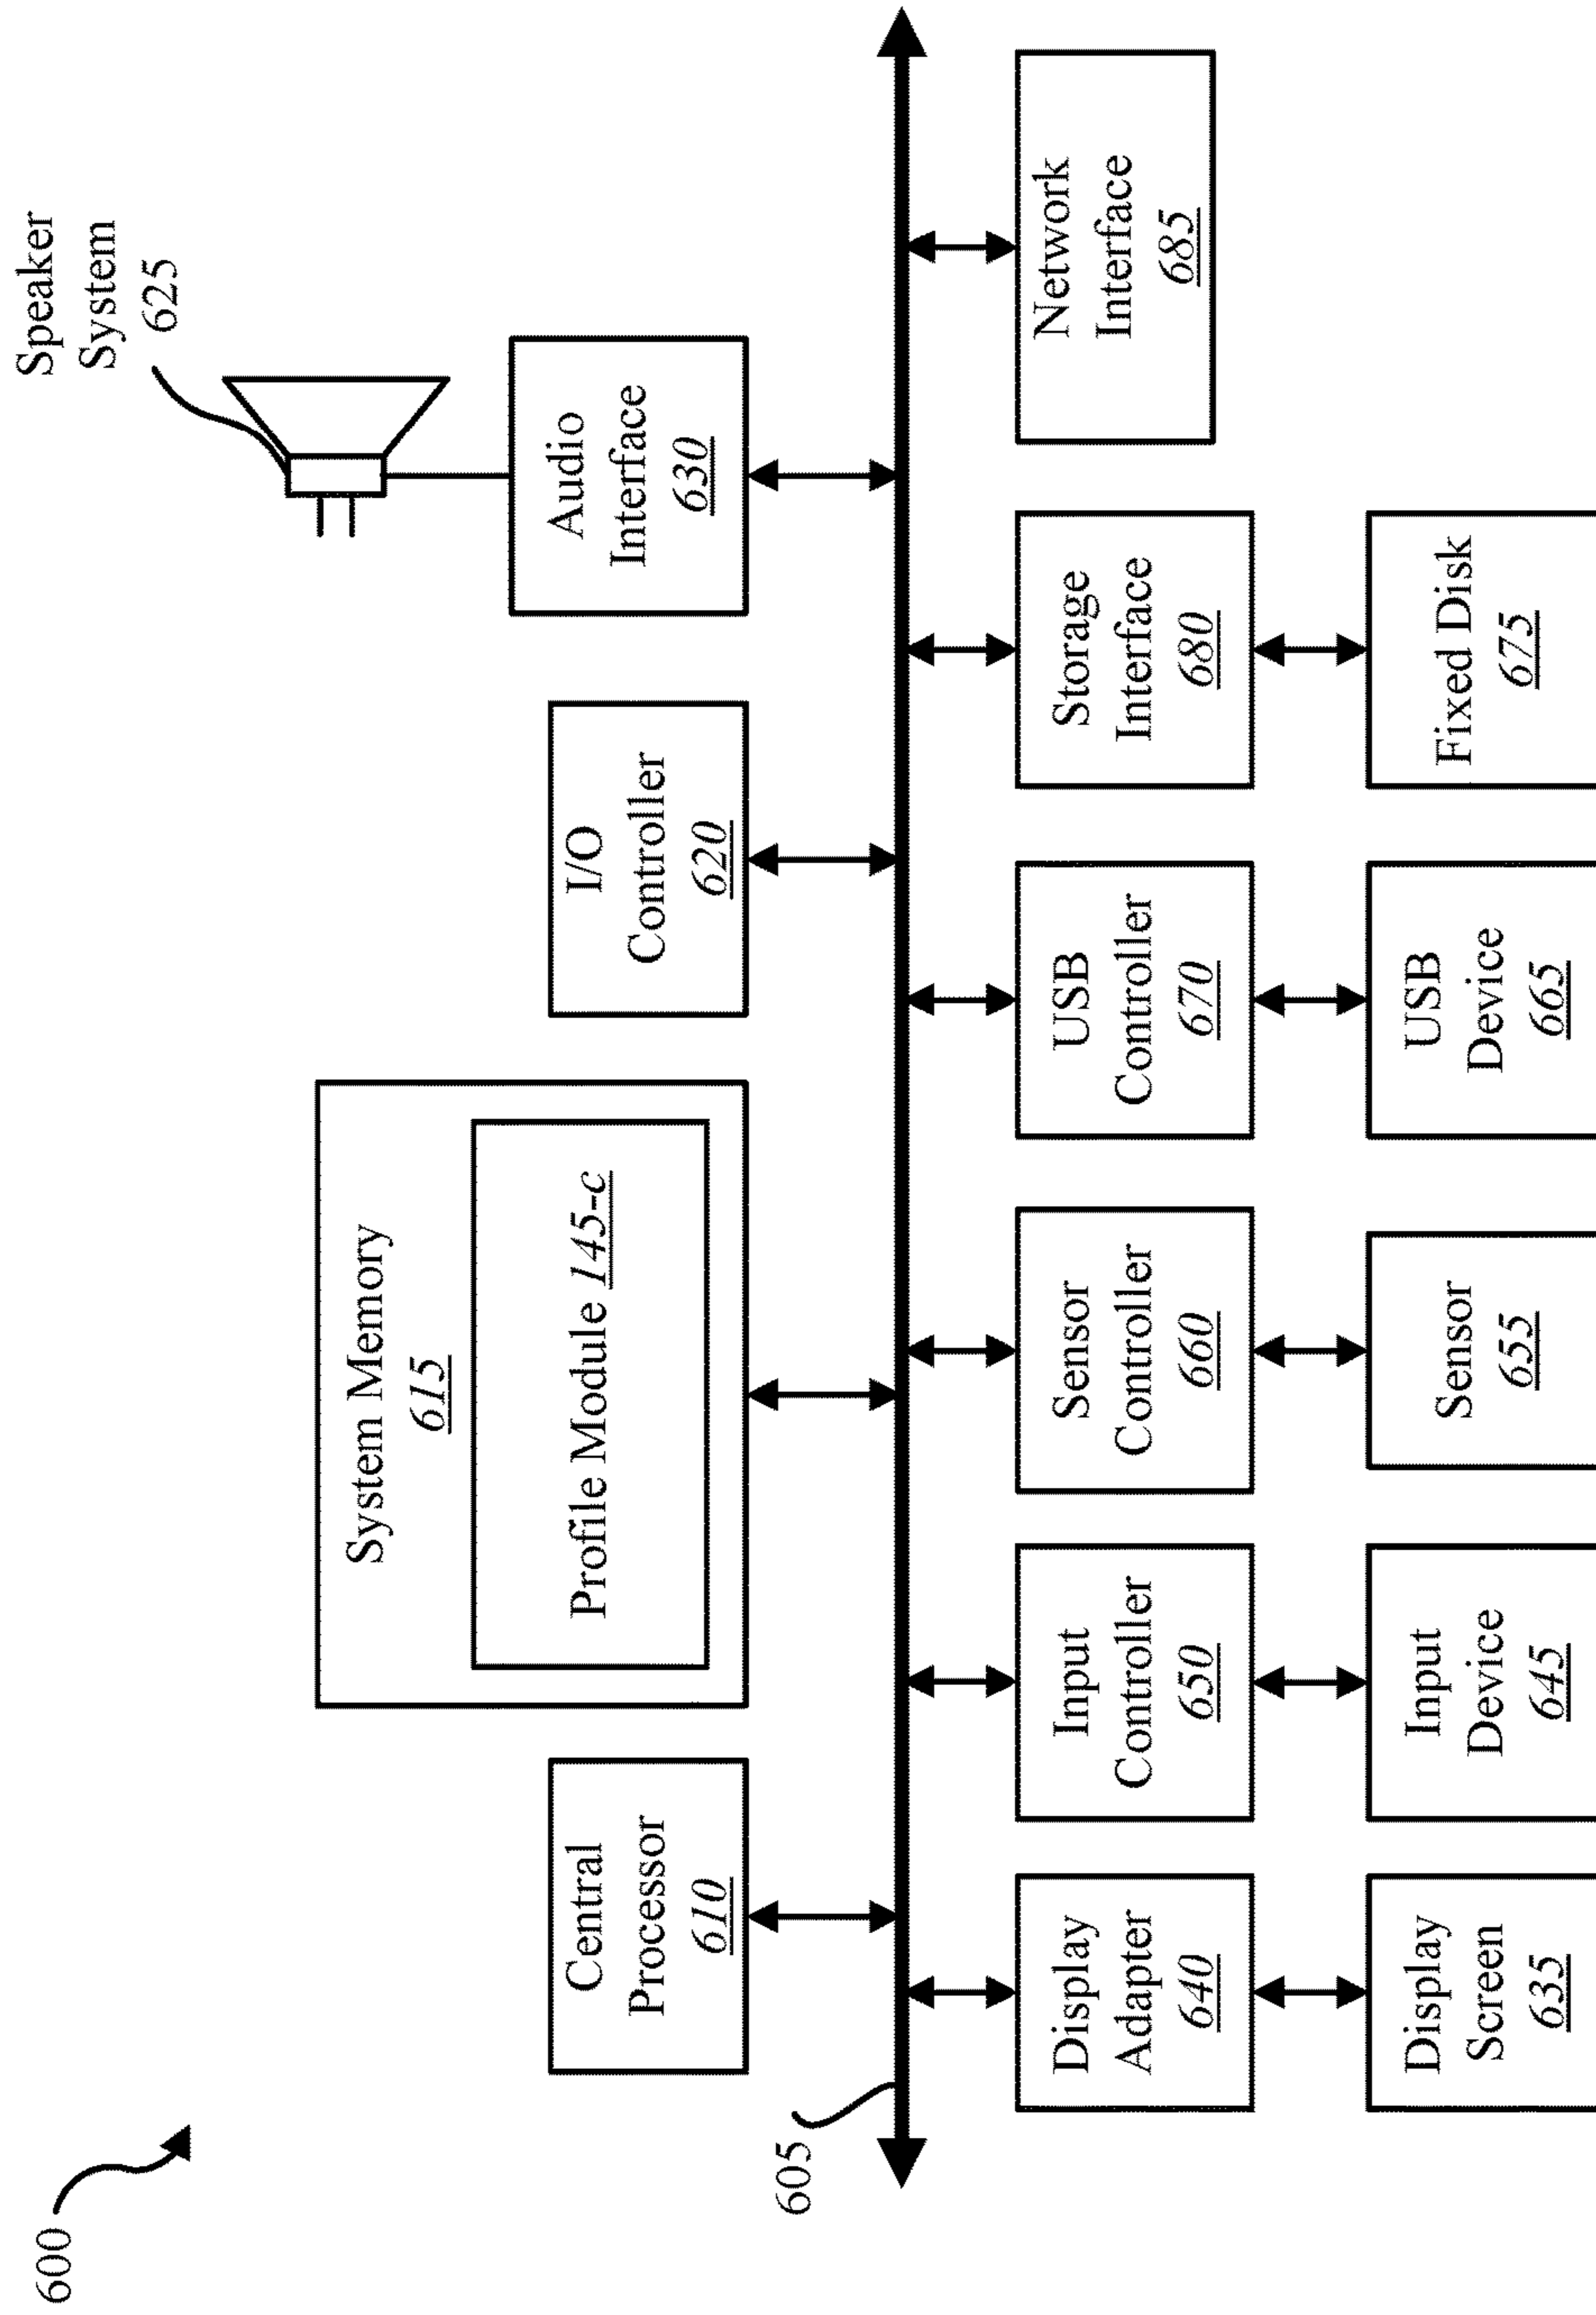 600
Speaker
System
625
System Memory
615
Profile Module 145-c
Central
Processor
610
I/O
Controller
620
Audio
Interface
630
605
Display
Adapter
640
Input
Controller
650
Sensor
Controller
660
USB
Controller
670
Storage
Interface
680
Network
Interface
685
Display
Screen
635
Input
Device
645
Sensor
655
USB
Device
665
Fixed Disk
675